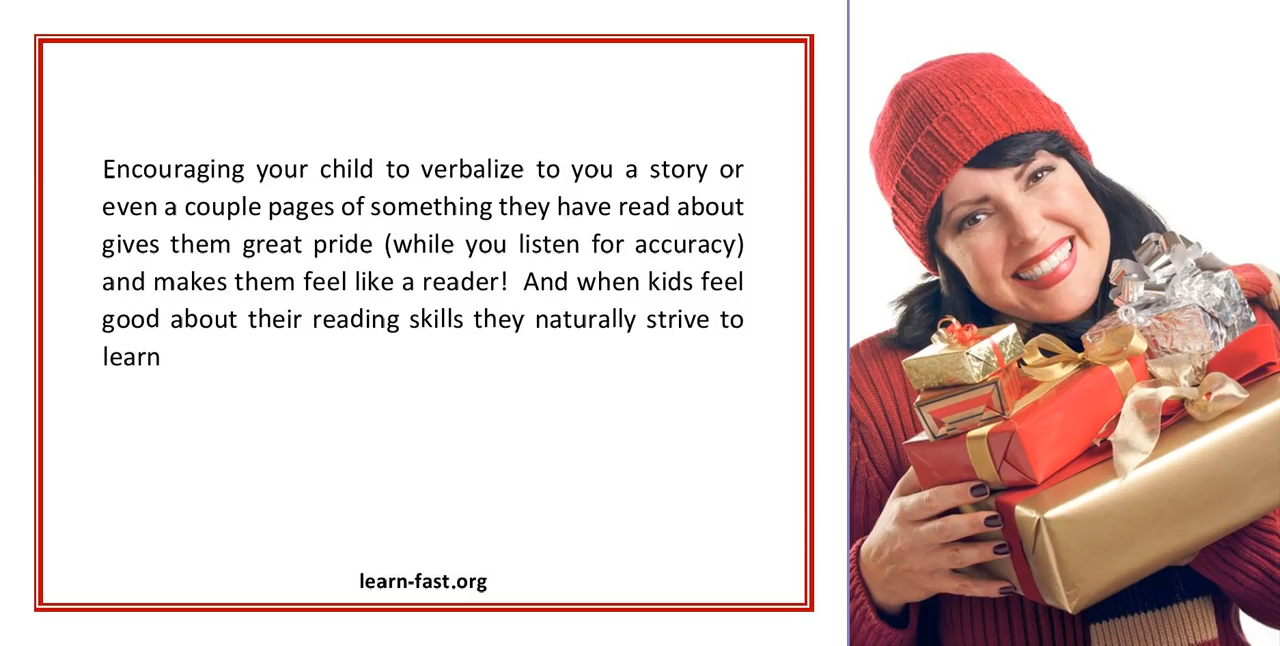 Encouraging your child to verbalize to you a story or
even a couple pages of something they have read about
gives them great pride (while you listen for accuracy)
and makes them feel like a reader!  And when kids feel
good about their reading skills they naturally strive to
learn
learn-fast.org